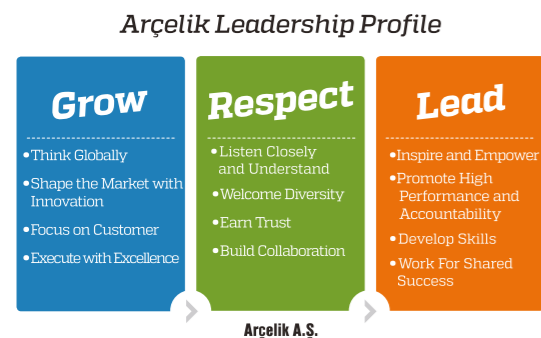 Arçelik Leadership Profile
Grow
•Think Globally
•Shape the Market with
Innovation
•Focus on Customer
•Execute with Excellence
Respect
•Listen Closely
and Understand
•Welcome Diversity
•Earn Trust
•Build Collaboration
Lead
•Inspire and Empower
•Promote High
Performance and
Accountability
•Develop Skills
•Work For Shared
Success
Arçelik A.Ş.